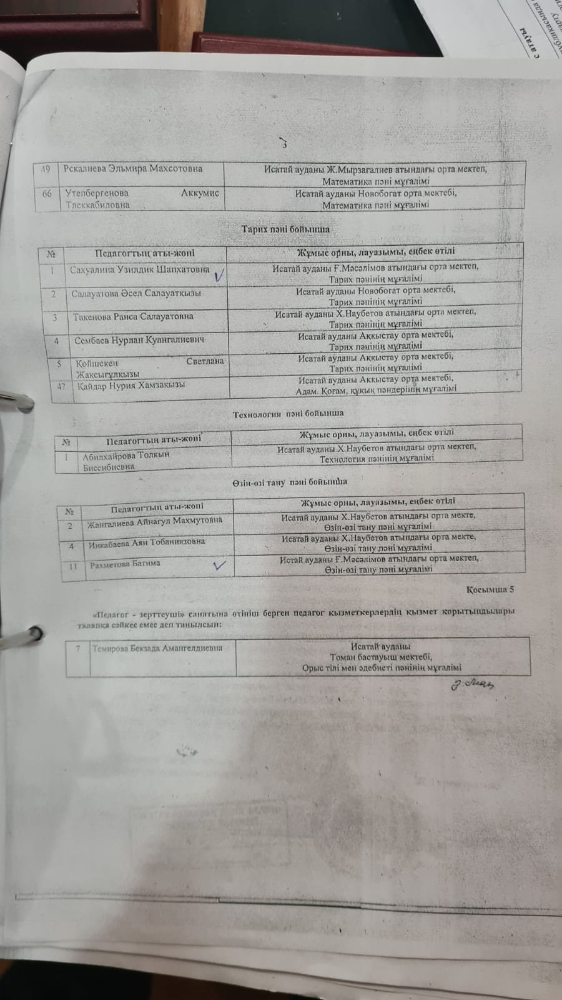 с атауы
3
49 Рскалиева Эльмира Махсотовна Исатай ауданы Ж.Мырзағалиев атындағы орта мектеп,
Математика пәні мұғалімі
66 Утепбергенова Аккумис Исатай ауданы Новобогат орта мектебі,
Тлеккабиловна Математика пәні мұғалімі
Тарих пәні бойынша
№ Педагогтың аты-жөні Жұмыс орны, лауазымы, еңбек өтілі
1 Сахуалина Узилдик Шапхатовна Исатай ауданы Ғ.Мәсәлімов атындағы орта мектеп,
Тарих пәнінің мұғалімі
2 Салауатова Әсел Салауатқызы Исатай ауданы Новобогат орта мектебі,
Тарих пәнінің мұғалімі
3 Такенова Раиса Салауатовна Исатай ауданы Х.Наубетов атындағы орта мектеп,
Тарих пәнінің мұғалімі
4 Сембаев Нурлан Куангалиевич Исатай ауданы Аққыстау орта мектебі,
Тарих пәнінің мұғалімі
5 Қойшекен Светлана Исатай ауданы Аққыстау орта мектебі,
Жақсығұлқызы Тарих пәнінің мұғалімі
47 Қайдар Нурия Хамзақызы Исатай ауданы Аққыстау орта мектебі,
Адам. Қоғам, құқық пәндерінің мұғалімі
Технология пәні бойынша
№ Педагогтың аты-жөні Жұмыс орны, лауазымы, еңбек өтілі
1 Абилхайрова Толкын Исатай ауданы Х.Наубетов атындағы орта мектеп,
Бисенбиевна Технология пәнінің мұғалімі
Өзін-өзі тану пәні бойынша
№ Педагогтың аты-жөні Жұмыс орны, лауазымы, еңбек өтілі
2 Жангалиева Айнагул Махмутовна Исатай ауданы Х.Наубетов атындағы орта мекте,
Өзін-өзі тану пәні мұғалімі
4 Инкабаева Аян Тобаниязовна Исатай ауданы Х.Наубетов атындағы орта мекте,
Өзін-өзі тану пәні мұғалімі
11 Рахметова Батима Истай ауданы Ғ.Мәсәлімов атындағы орта мектеп,
Өзін-өзі тану пәні мұғалімі
Қосымша 5
«Педагог - зерттеуші» санатына өтініш берген педагог қызметкерлердің қызмет қорытындылары
талапқа сәйкес емес деп танылсын:
7 Темирова Бекзада Амангелдиевна Исатай ауданы
Томан бастауыш мектебі,
Орыс тілі мен әдебиеті пәнінің мұғалімі